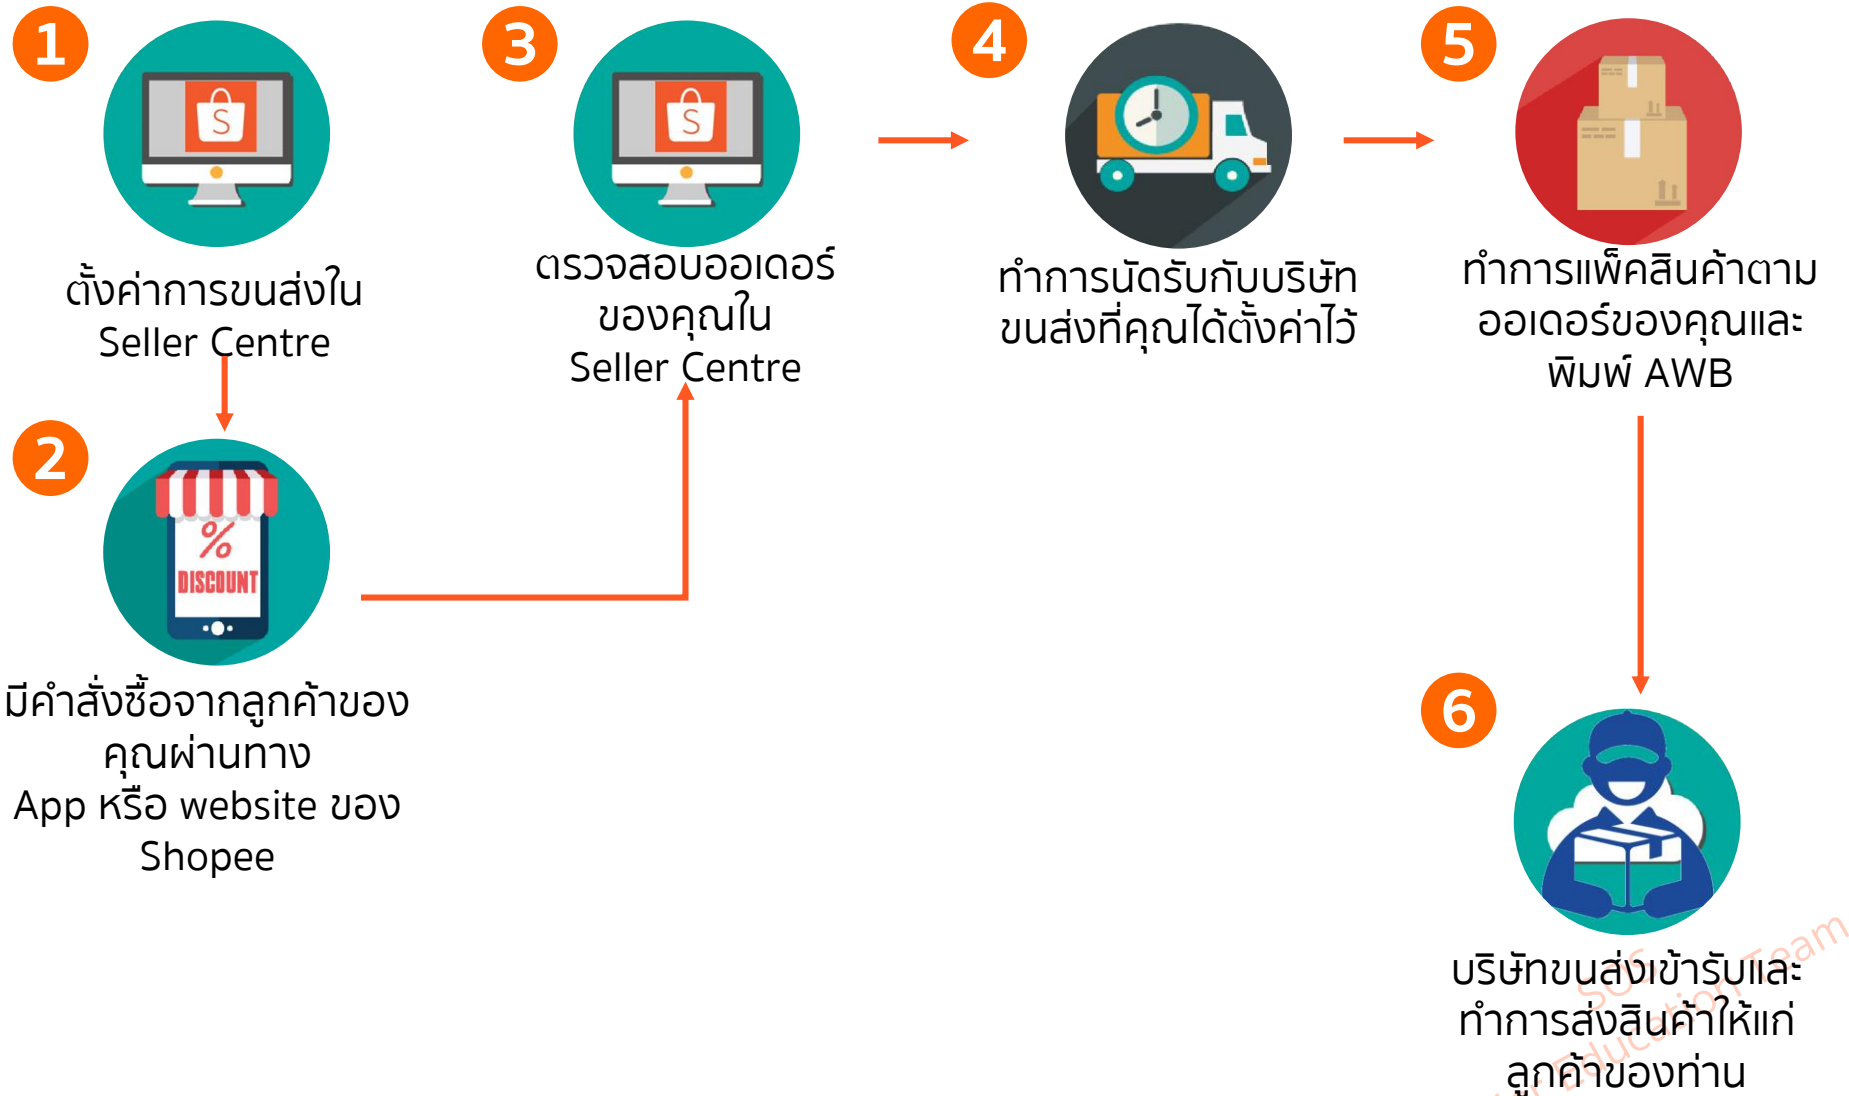 1
ตั้งค่าการขนส่งใน
Seller Centre
2
% DISCOUNT
มีคำสั่งซื้อจากลูกค้าของ
คุณผ่านทาง
App หรือ website ของ
Shopee
3
ตรวจสอบออเดอร์
ของคุณใน
Seller Centre
4
ทำการนัดรับกับบริษัท
ขนส่งที่คุณได้ตั้งค่าไว้
5
ทำการแพ็คสินค้าตาม
ออเดอร์ของคุณและ
พิมพ์ AWB
6
บริษัทขนส่งเข้ารับและ
ทำการส่งสินค้าให้แก่
ลูกค้าของท่าน
Education Team